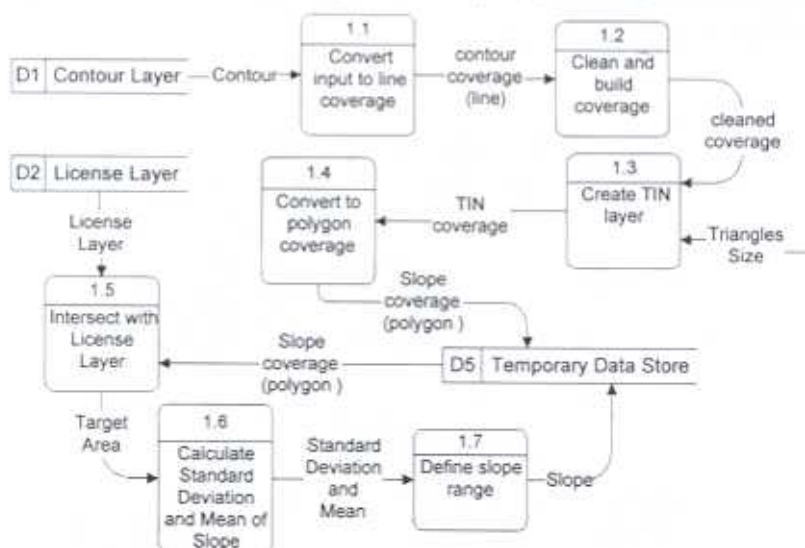 1.1
Convert
input to line
coverage
1.2
Clean and
build
coverage
D1 Contour Layer
Contour
contour
coverage
(line)
cleaned
coverage
D2 License Layer
License
Layer
1.4
Convert to
polygon
coverage
TIN
coverage
1.3
Create TIN
layer
Triangles
Size
Slope
coverage
(polygon )
1.5
Intersect with
License
Layer
Slope
coverage
(polygon )
D5 Temporary Data Store
Target
Area
1.6
Calculate
Standard
Deviation
and Mean of
Slope
Standard
Deviation
and
Mean
1.7
Define slope
range
Slope